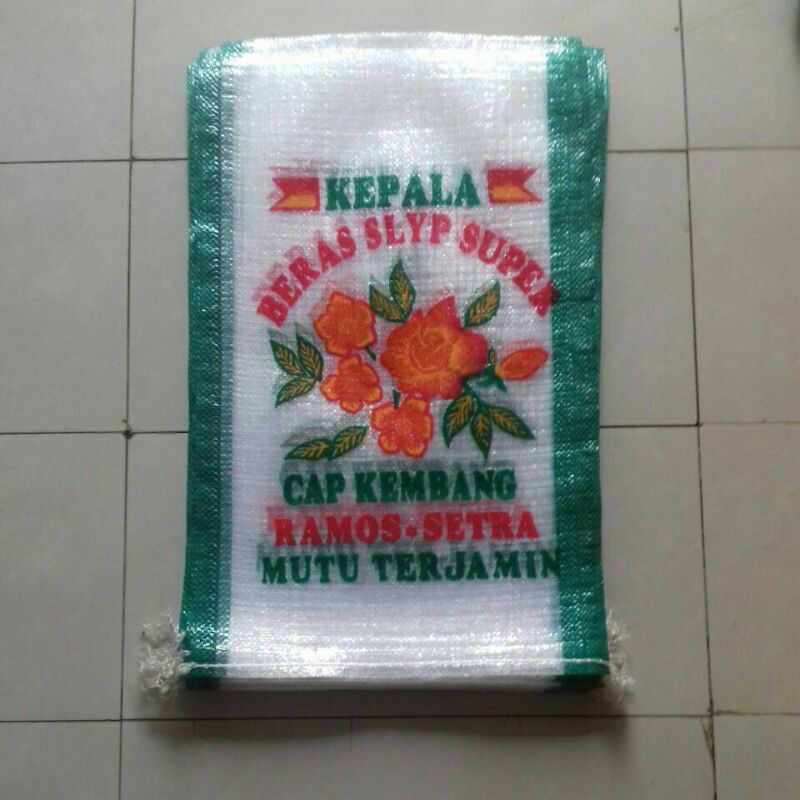 KEPALA
BERAS SLYP SUPER
CAP KEMBANG
RAMOS★SETRA
MUTU TERJAMIN